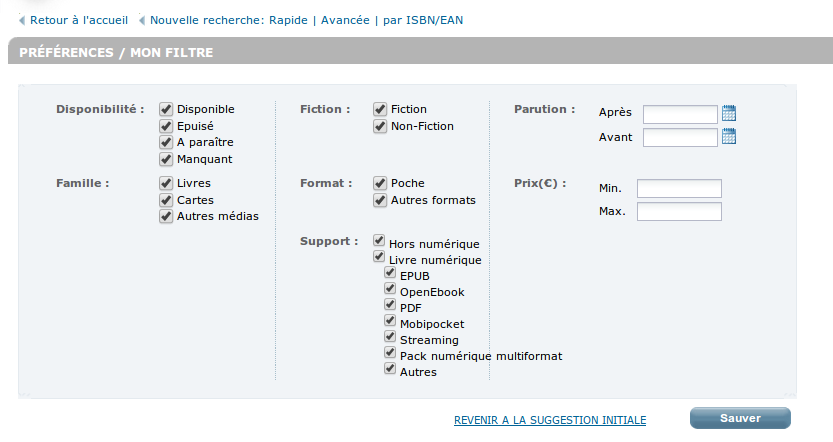 Retour à l'accueil Nouvelle recherche: Rapide | Avancée | par ISBN/EAN
PRÉFÉRENCES / MON FILTRE
Disponibilité :
Disponible
Epuisé
A paraître
Manquant
Fiction :
Fiction
Non-Fiction
Parution :
Après
Avant
Famille :
Livres
Cartes
Autres médias
Format :
Poche
Autres formats
Prix(€) :
Min.
Max.
Support :
Hors numérique
Livre numérique
EPUB
OpenEbook
PDF
Mobipocket
Streaming
Pack numérique multiformat
Autres
REVENIR A LA SUGGESTION INITIALE
Sauver